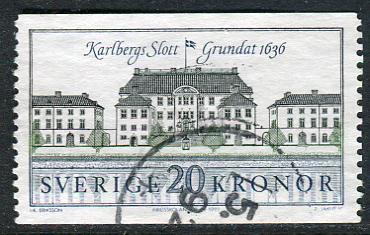 Karlbergs Slott Grundat 1636
SVERIGE 20 KRONOR